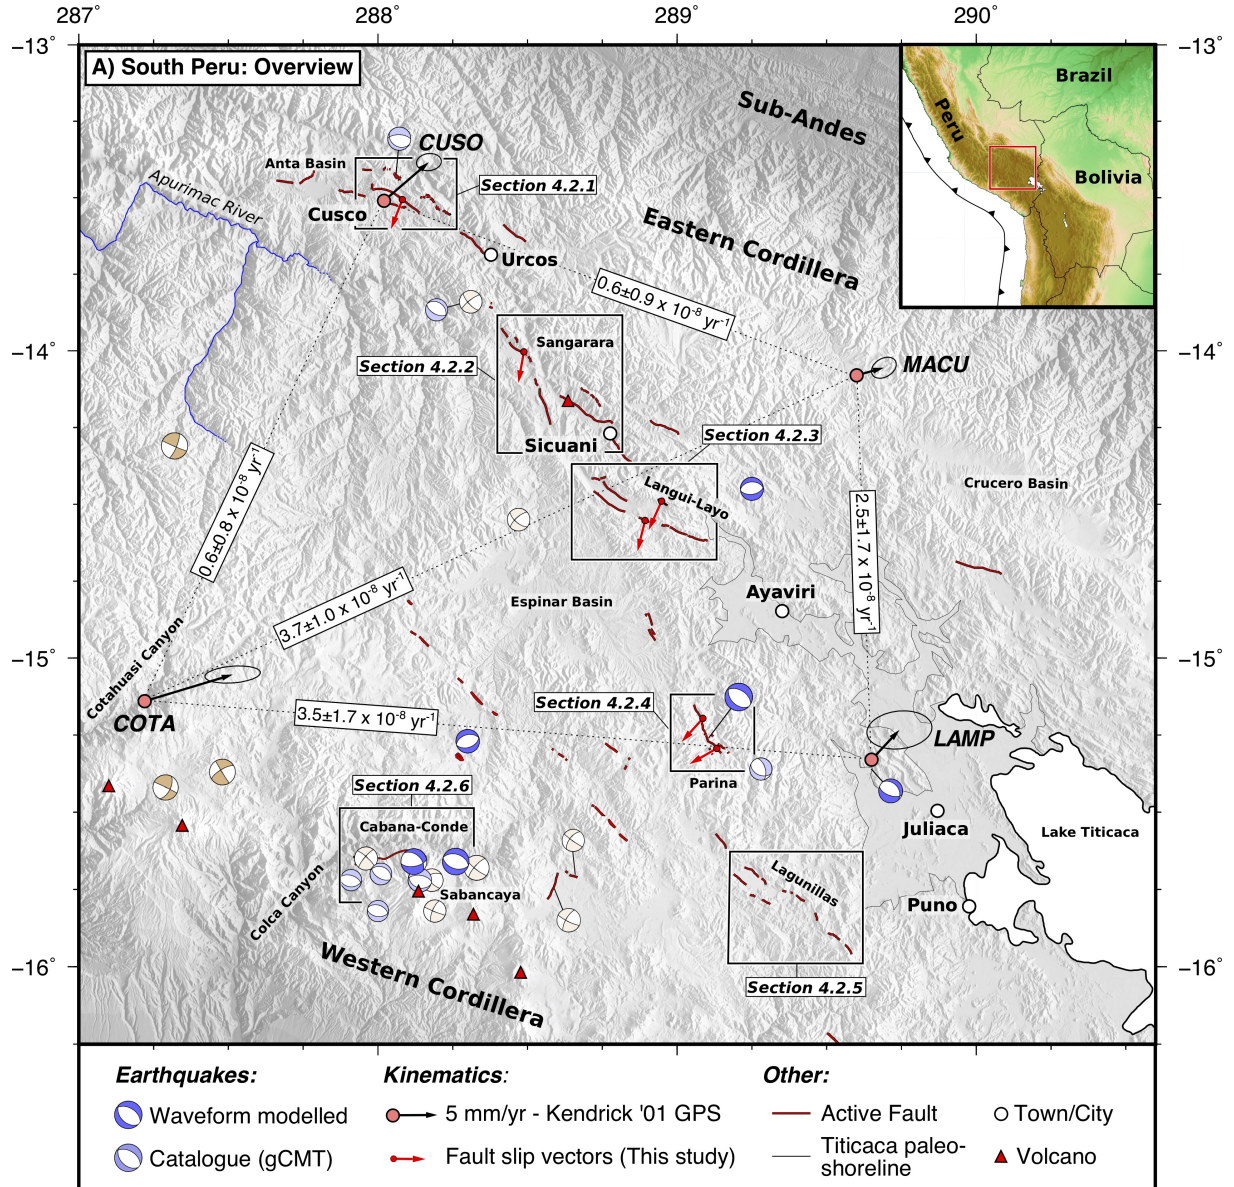 287°
288°
289°
290°
−13°
−13°
A) South Peru: Overview
Brazil
Peru
Bolivia
Sub-Andes
CUSO
Anta Basin
Section 4.2.1
Apurimac River
Cusco
Eastern Cordillera
Urcos
0.6±0.9 x 10-8 yr-1
Sangarara
−14°
−14°
Section 4.2.2
MACU
Sicuani
Section 4.2.3
Langui-Layo
Crucero Basin
0.6±0.8 x 10-8 yr-1
2.5±1.7 x 10-8 yr-1
Ayaviri
Espinar Basin
3.7±1.0 x 10-8 yr-1
−15°
−15°
Cotahuasi Canyon
COTA
3.5±1.7 x 10-8 yr-1
Section 4.2.4
LAMP
Parina
Section 4.2.6
Cabana-Conde
Juliaca
Lake Titicaca
Lagunillas
Sabancaya
Puno
Colca Canyon
Western Cordillera
−16°
−16°
Section 4.2.5
Earthquakes:
Kinematics:
Other:
Waveform modelled
5 mm/yr - Kendrick '01 GPS
Active Fault
Town/City
Catalogue (gCMT)
Fault slip vectors (This study)
Titicaca paleo-
shoreline
Volcano